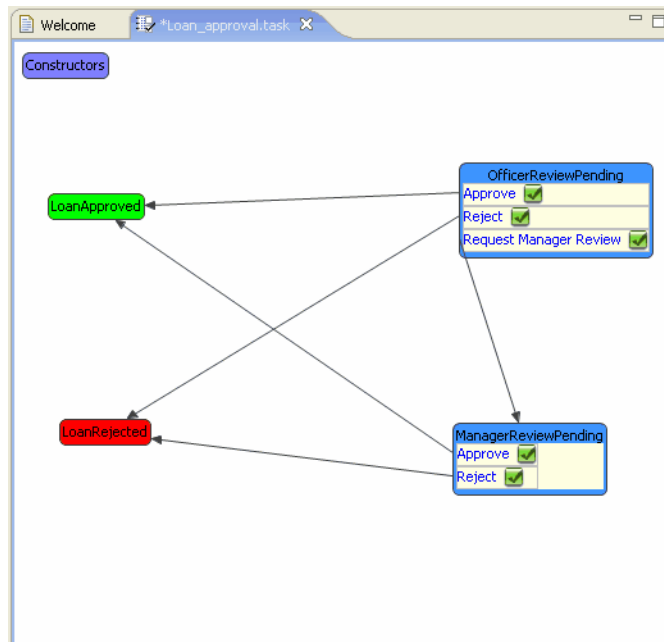 Welcome
*Loan_approval.task
Constructors
OfficerReviewPending
Approve
Reject
Request Manager Review
LoanApproved
LoanRejected
ManagerReviewPending
Approve
Reject